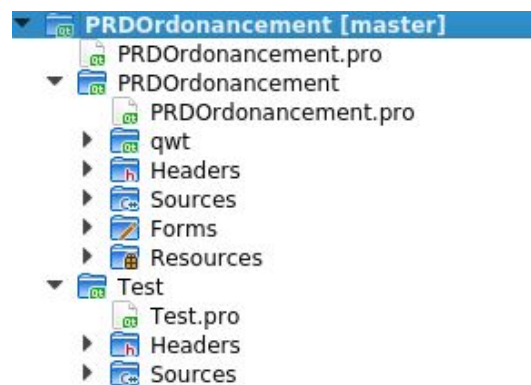 PRDOrdonancement [master]
PRDOrdonancement.pro
PRDOrdonancement
PRDOrdonancement.pro
qwt
Headers
Sources
Forms
Resources
Test
Test.pro
Headers
Sources